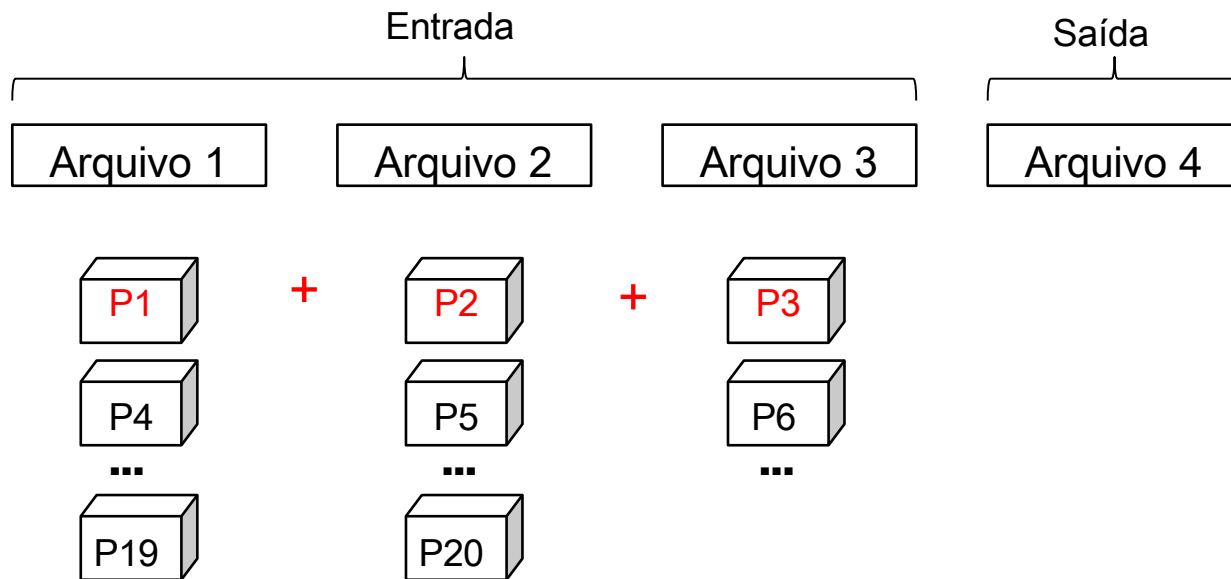 Entrada
Saída
Arquivo 1 Arquivo 2 Arquivo 3 Arquivo 4
P1 + P2 + P3
P4 P5 P6
... ... ...
P19 P20